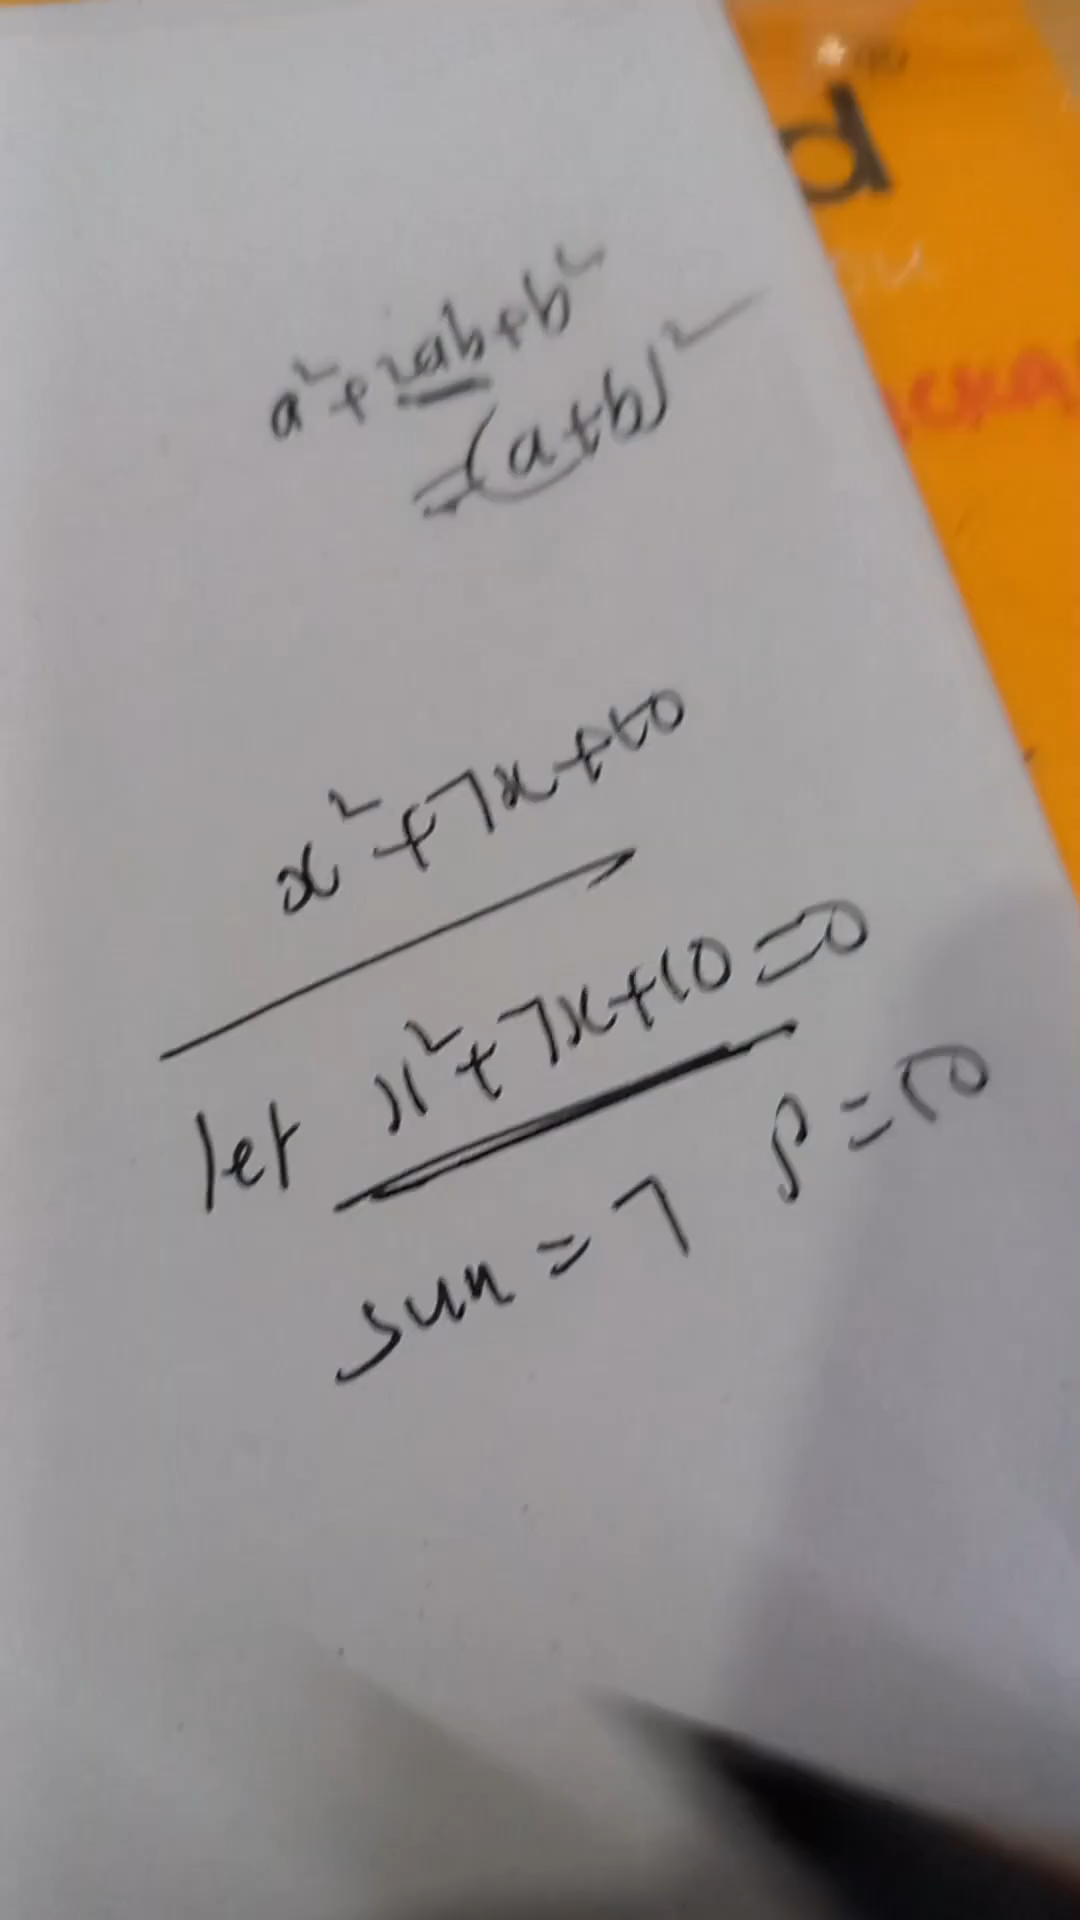 d
a²+2ab+b²
=(a+b)²
x²+7x+10
let x²+7x+10=0
sum=7 P=10